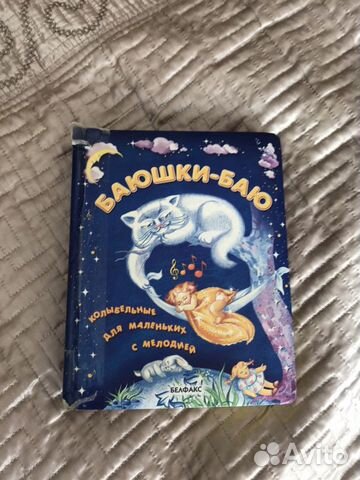 БАЮШКИ-БАЮ
КОЛЫБЕЛЬНЫЕ
ДЛЯ МАЛЕНЬКИХ
С МЕЛОДИЕЙ
БЕЛФАКС
Avito